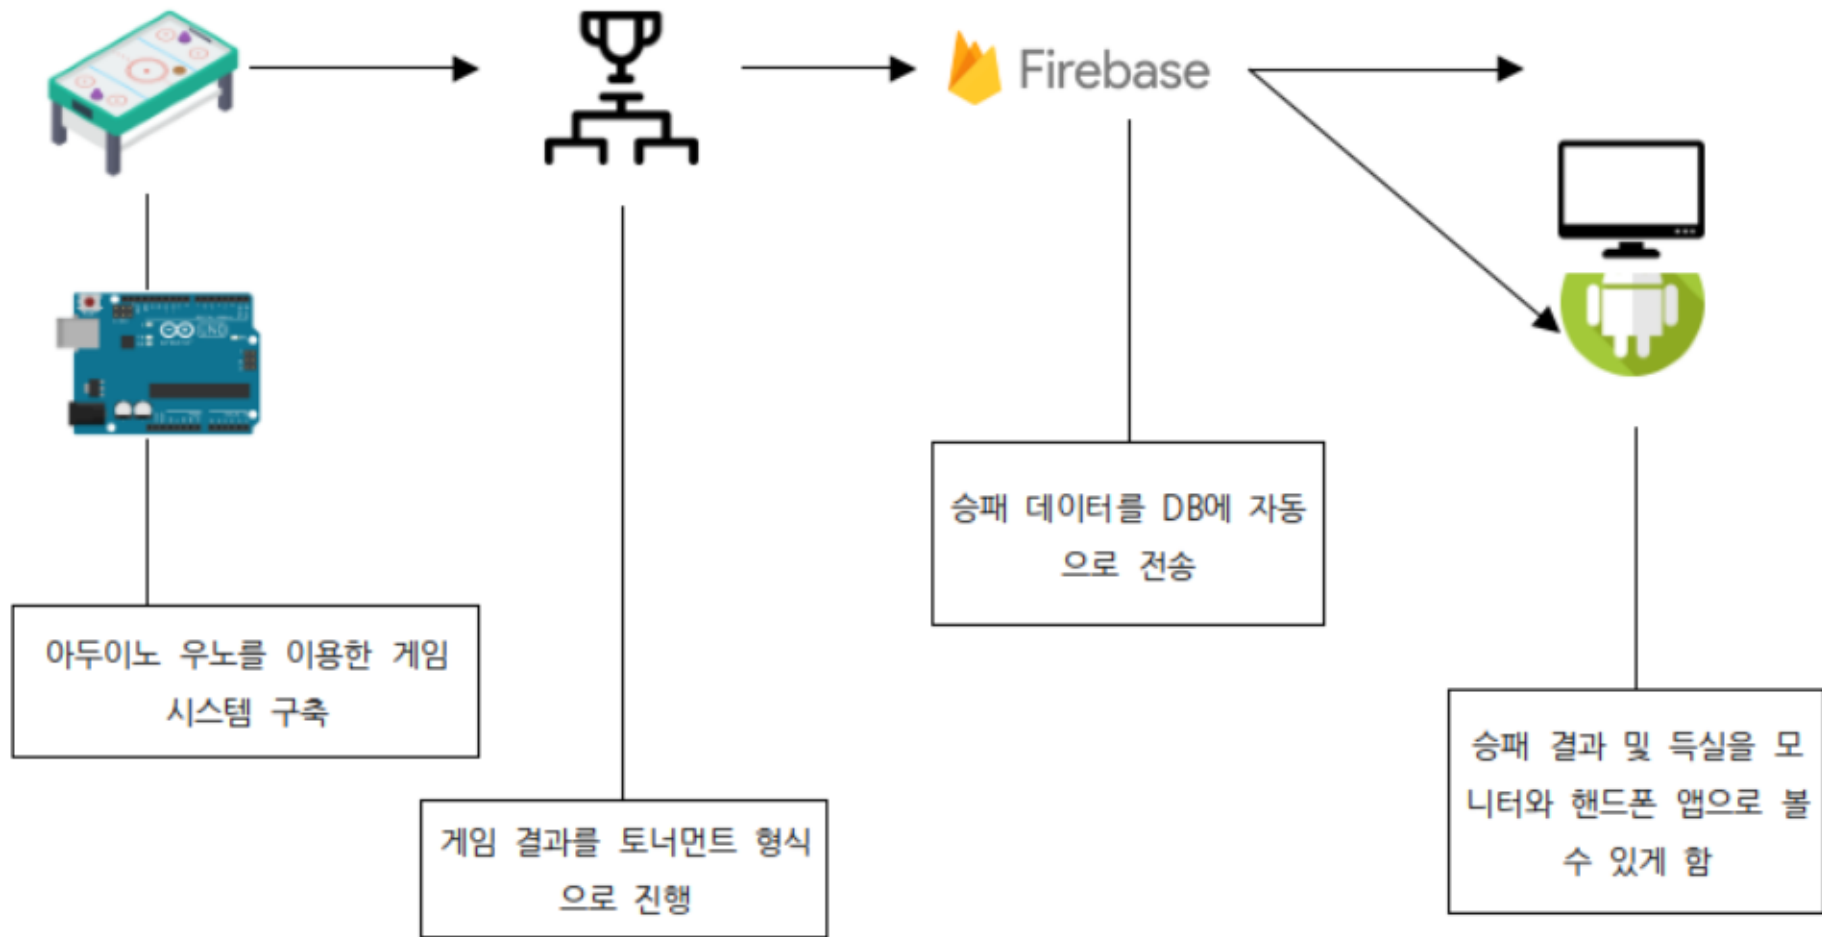 Firebase
승패 데이터를 DB에 자동
으로 전송
아두이노 우노를 이용한 게임
시스템 구축
승패 결과 및 득실을 모
니터와 핸드폰 앱으로 볼
수 있게 함
게임 결과를 토너먼트 형식
으로 진행